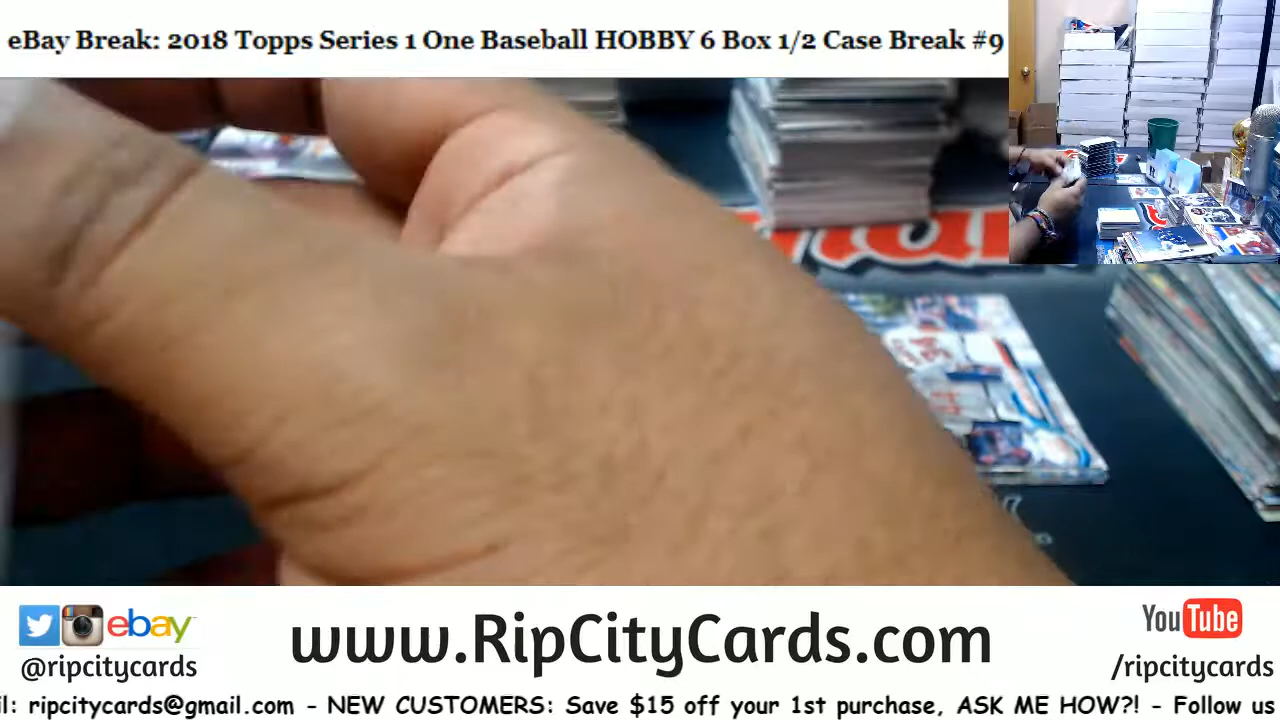 eBay Break: 2018 Topps Series 1 One Baseball HOBBY 6 Box 1/2 Case Break #9
ebay
@ripcitycards
www.RipCityCards.com
YouTube
/ripcitycards
il: ripcitycards@gmail.com - NEW CUSTOMERS: Save $15 off your 1st purchase, ASK ME HOW?! - Follow us